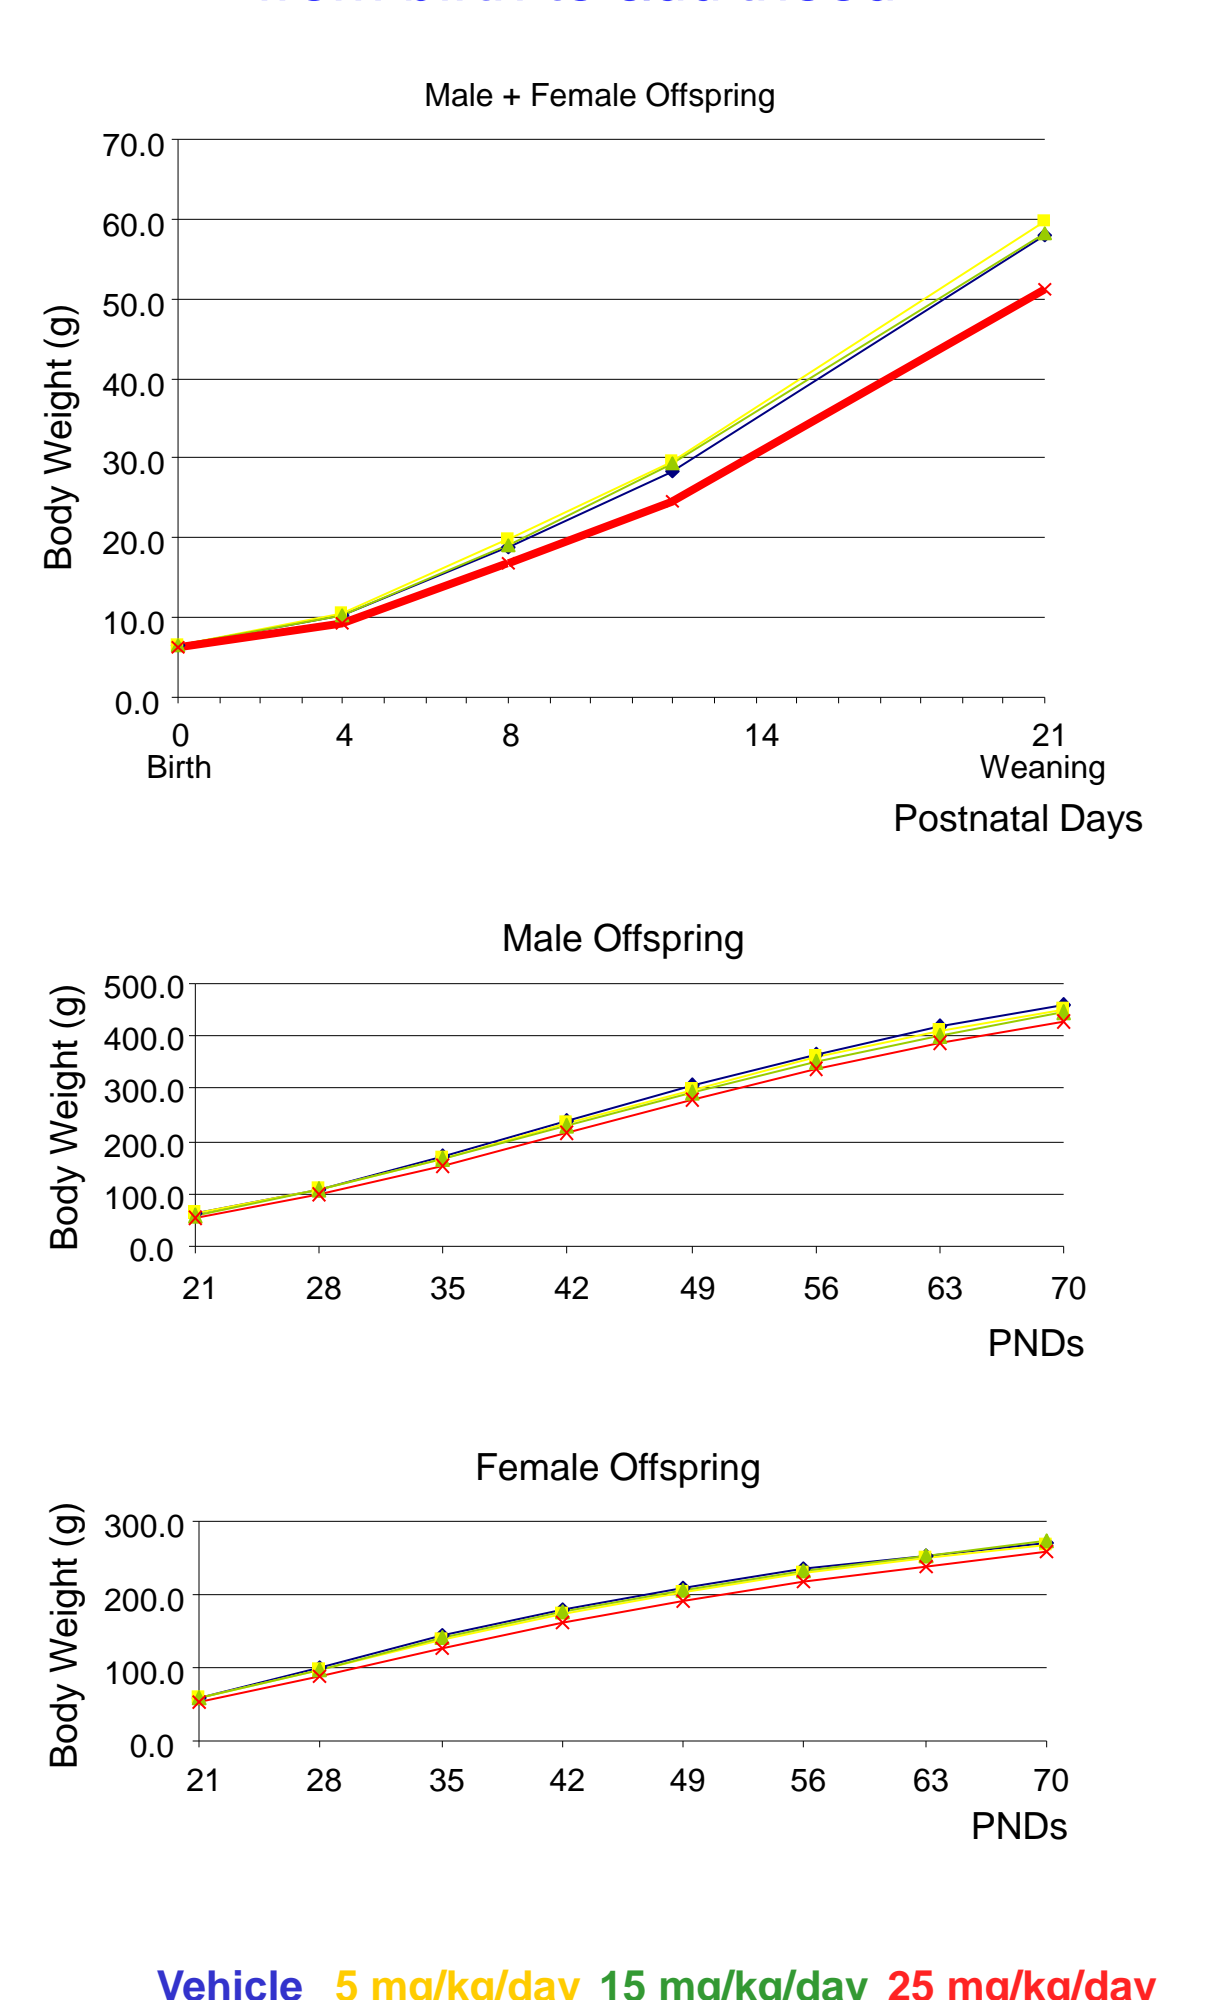 from birth to adulthood
Male + Female Offspring
70.0
60.0
50.0
40.0
30.0
20.0
10.0
0.0
Body Weight (g)
0 4 8 14 21
Birth Weaning
Postnatal Days
Male Offspring
500.0
400.0
300.0
200.0
100.0
0.0
Body Weight (g)
21 28 35 42 49 56 63 70
PNDs
Female Offspring
300.0
200.0
100.0
0.0
Body Weight (g)
21 28 35 42 49 56 63 70
PNDs
Vehicle 5 mg/kg/day 15 mg/kg/day 25 mg/kg/day